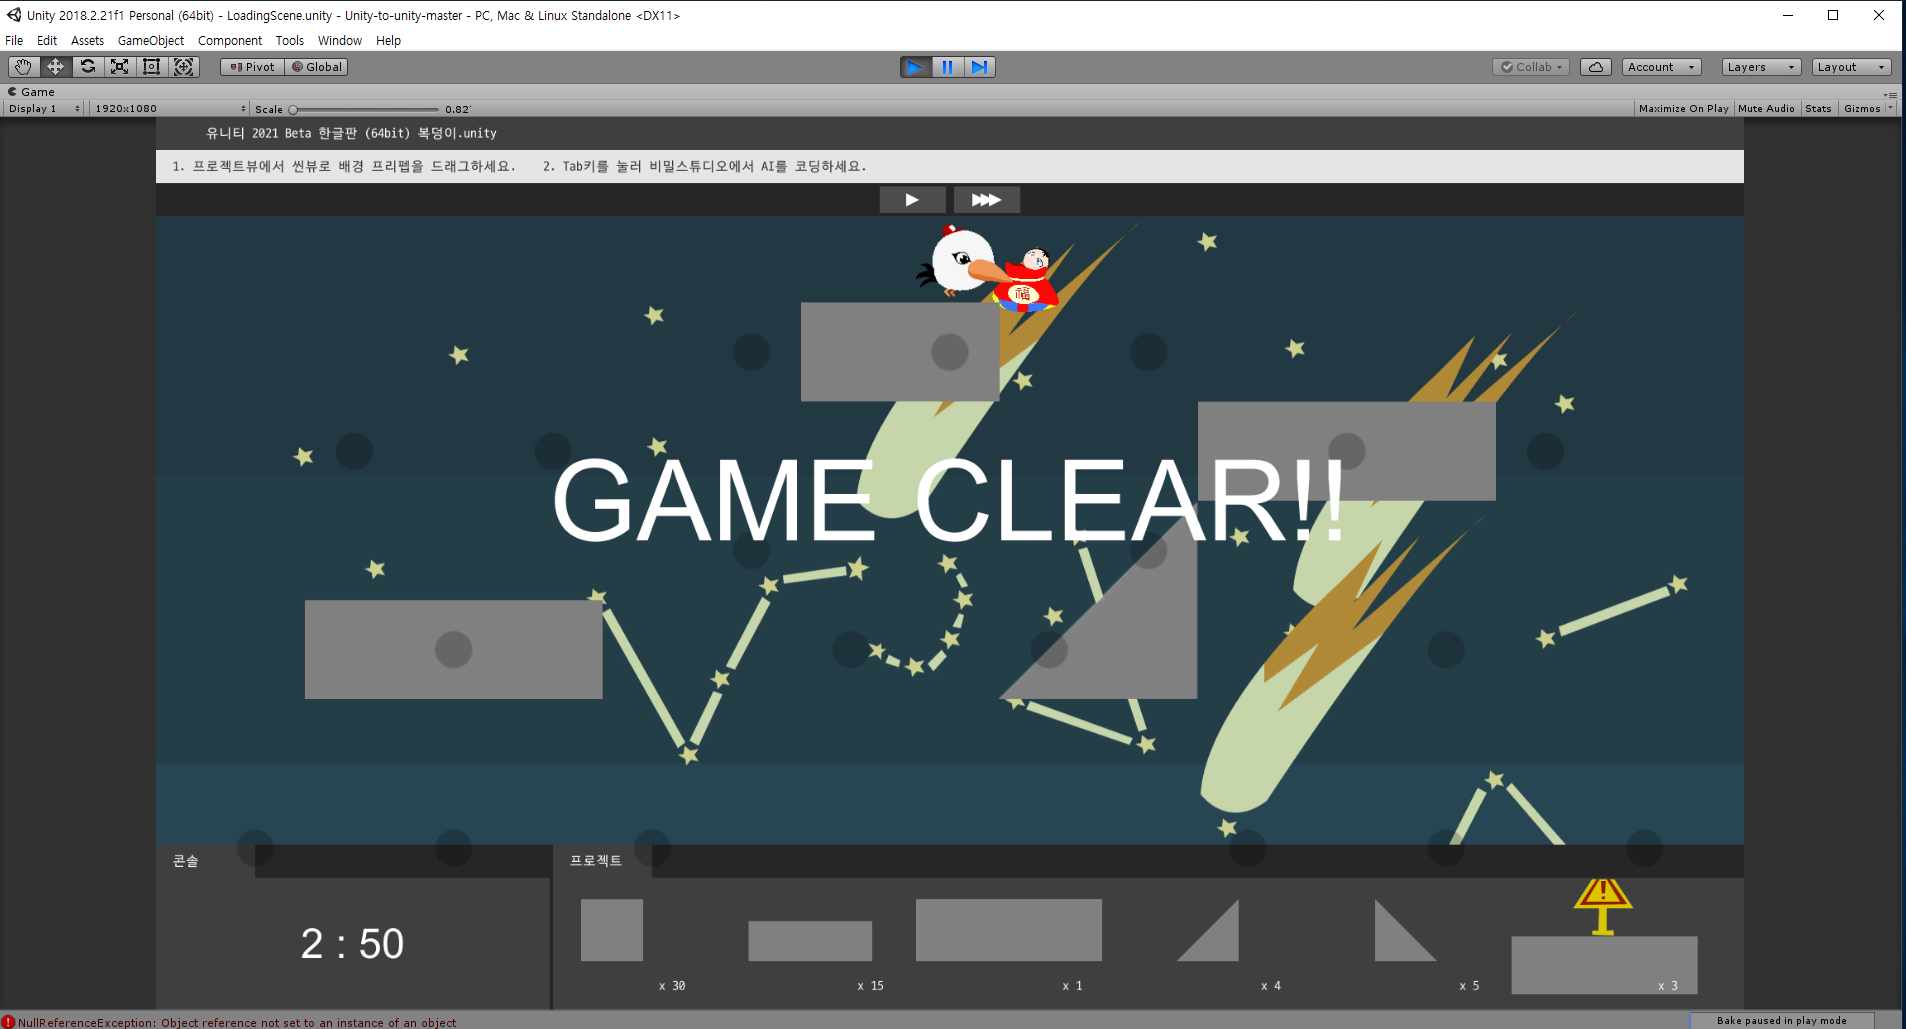 Unity 2018.2.21f1 Personal (64bit) - LoadingScene.unity - Unity-to-unity-master - PC, Mac & Linux Standalone <DX11>
File Edit Assets GameObject Component Tools Window Help
Pivot Global Collab Account Layers Layout
Game
Display 1 1920x1080 Scale 0.82 Maximize On Play Mute Audio Stats Gizmos
유니티 2021 Beta 한글판 (64bit) 복덩이.unity
1. 프로젝트뷰에서 씬뷰로 배경 프리펩을 드래그하세요. 2. Tab키를 눌러 비밀스튜디오에서 AI를 코딩하세요.
福
GAME CLEAR!!
콘솔 프로젝트
!
2 : 50
x 30 x 15 x 1 x 4 x 5 x 3
! NullReferenceException: Object reference not set to an instance of an object
Bake paused in play mode